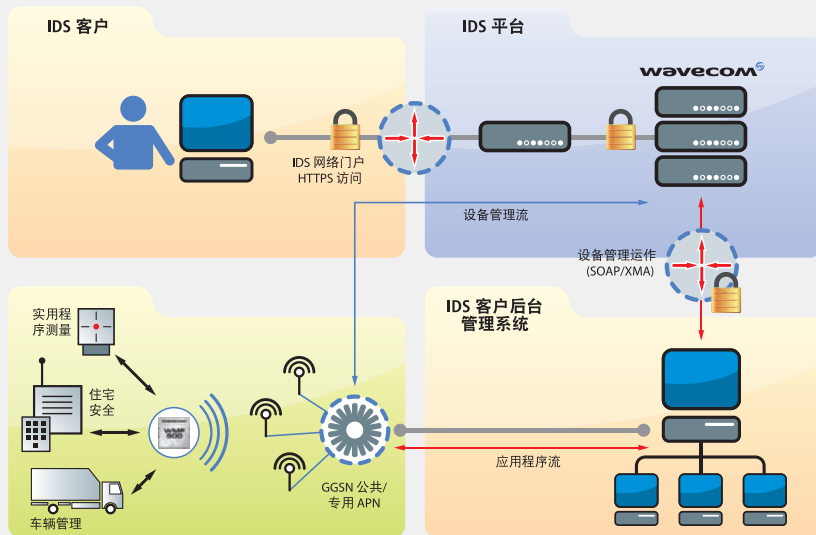 IDS 客户
IDS 平台
wavecom
IDS 网络门户
HTTPS 访问
设备管理流
设备管理运作
(SOAP/XMA)
实用程
序测量
住宅
安全
WMP
500
车辆管理
GGSN 公共/
专用 APN
IDS 客户后台
管理系统
应用程序流